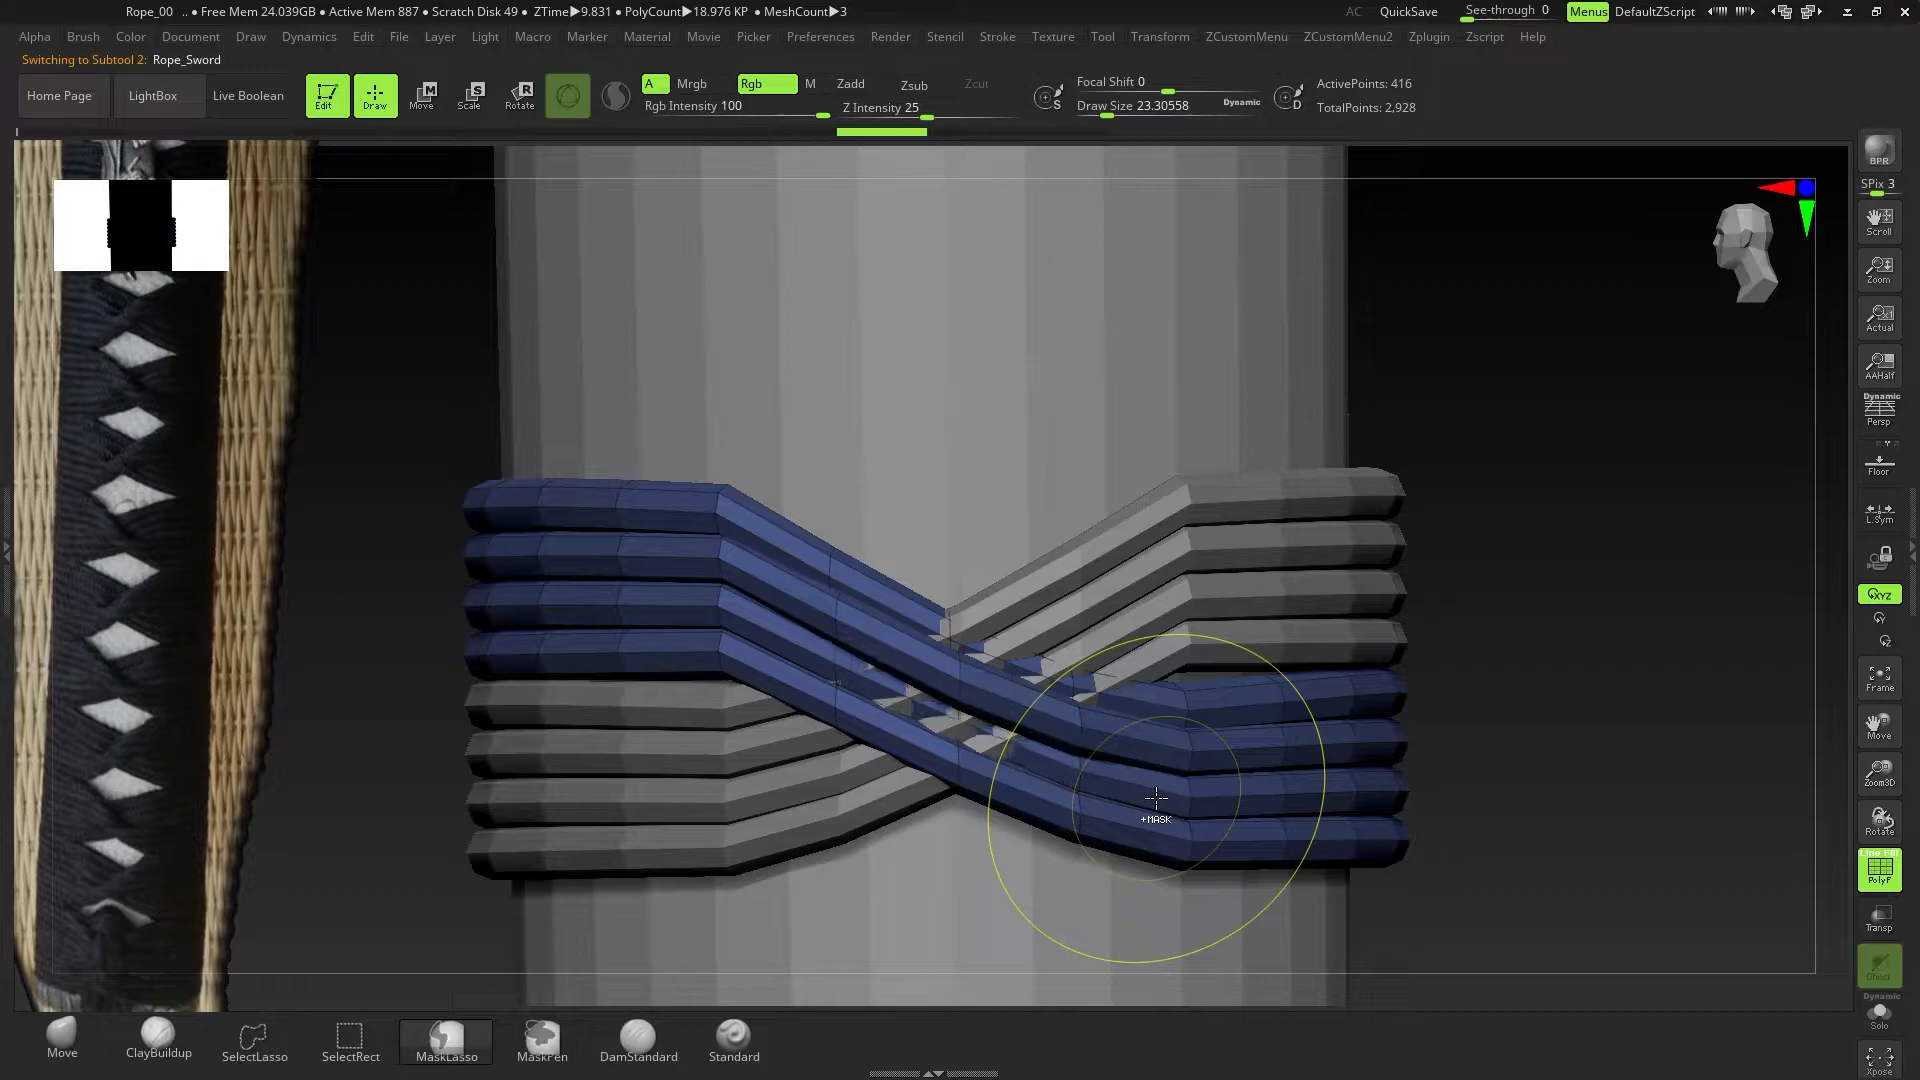 Rope_00 .. • Free Mem 24.039GB • Active Mem 887 • Scratch Disk 49 • ZTime▶9.831 • PolyCount▶18.976 KP • MeshCount▶3
AC QuickSave See-through 0 Menus DefaultZScript
Alpha Brush Color Document Draw Dynamics Edit File Layer Light Macro Marker Material Movie Picker Preferences Render Stencil Stroke Texture Tool Transform ZCustomMenu ZCustomMenu2 Zplugin Zscript Help
Switching to Subtool 2: Rope_Sword
Home Page LightBox Live Boolean
Edit Draw Move Scale Rotate
M S R
A Mrgb Rgb M Zadd Zsub Zcut
Rgb Intensity 100 Z Intensity 25
S Focal Shift 0
Draw Size 23.30558 Dynamic
D ActivePoints: 416
TotalPoints: 2,928
BPR
SPix 3
Scroll
Zoom
Actual
AAHalf
Dynamic
Persp
Floor
L.Sym
XYZ
Y
Z
Frame
Move
Zoom3D
Rotate
Line Fill
PolyF
Transp
Ghost
Dynamic
Solo
Xpose
+MASK
Move ClayBuildup SelectLasso SelectRect MaskLasso MaskPen DamStandard Standard